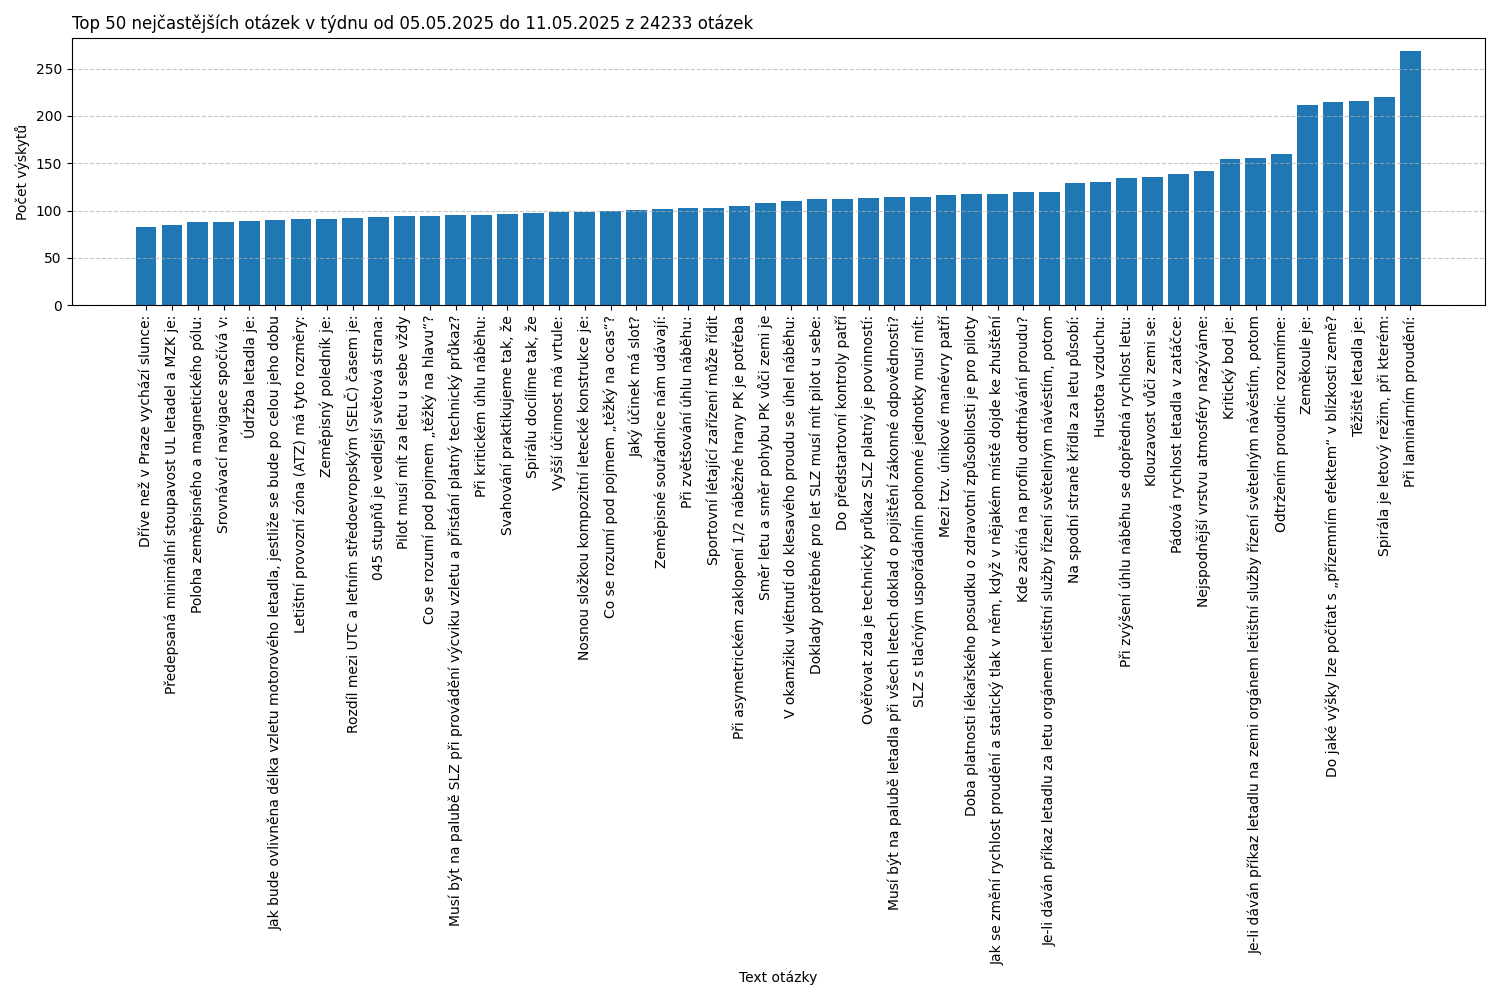 Top 50 nejčastějších otázek v týdnu od 05.05.2025 do 11.05.2025 z 24233 otázek
Počet výskytů
250
200
150
100
50
0
Dříve než v Praze vychází slunce:
Předepsaná minimální stoupavost UL letadel a MZK je:
Poloha zeměpisného a magnetického pólu:
Srovnávací navigace spočívá v:
Údržba letadla je:
Jak bude ovlivněna délka vzletu motorového letadla, jestliže se bude po celou jeho dobu
Letištní provozní zóna (ATZ) má tyto rozměry:
Zeměpisný poledník je:
Rozdíl mezi UTC a letním středoevropským (SELČ) časem je:
045 stupňů je vedlejší světová strana:
Pilot musí mít za letu u sebe vždy
Co se rozumí pod pojmem „těžký na hlavu“?
Musí být na palubě SLZ při provádění výcviku vzletu a přistání platný technický průkaz?
Při kritickém úhlu náběhu:
Svahování praktikujeme tak, že
Spirálu docílíme tak, že
Vyšší účinnost má vrtule:
Nosnou složkou kompozitní letecké konstrukce je:
Co se rozumí pod pojmem „těžký na ocas“?
Jaký účinek má slot?
Zeměpisné souřadnice nám udávají:
Při zvětšování úhlu náběhu:
Sportovní létající zařízení může řídit
Při asymetrickém zaklopení 1/2 náběžné hrany PK je potřeba
Směr letu a směr pohybu PK vůči zemi je
V okamžiku vlétnutí do klesavého proudu se úhel náběhu:
Doklady potřebné pro let SLZ musí mít pilot u sebe:
Do předstartovní kontroly patří
Ověřovat zda je technický průkaz SLZ platný je povinností:
Musí být na palubě letadla při všech letech doklad o pojištění zákonné odpovědnosti?
SLZ s tlačným uspořádáním pohonné jednotky musí mít:
Mezi tzv. únikové manévry patří
Doba platnosti lékařského posudku o zdravotní způsobilosti je pro piloty
Jak se změní rychlost proudění a statický tlak v něm, když v nějakém místě dojde ke zhuštění
Kde začíná na profilu odtrhávání proudu?
Je-li dáván příkaz letadlu za letu orgánem letištní služby řízení světelným návěstím, potom
Na spodní straně křídla za letu působí:
Hustota vzduchu:
Při zvýšení úhlu náběhu se dopředná rychlost letu:
Klouzavost vůči zemi se:
Pádová rychlost letadla v zatáčce:
Nejspodnější vrstvu atmosféry nazýváme:
Kritický bod je:
Je-li dáván příkaz letadlu na zemi orgánem letištní služby řízení světelným návěstím, potom
Odtržením proudnic rozumíme:
Zeměkoule je:
Do jaké výšky lze počítat s „přízemním efektem“ v blízkosti země?
Těžiště letadla je:
Spirála je letový režim, při kterém:
Při laminárním proudění:
Text otázky